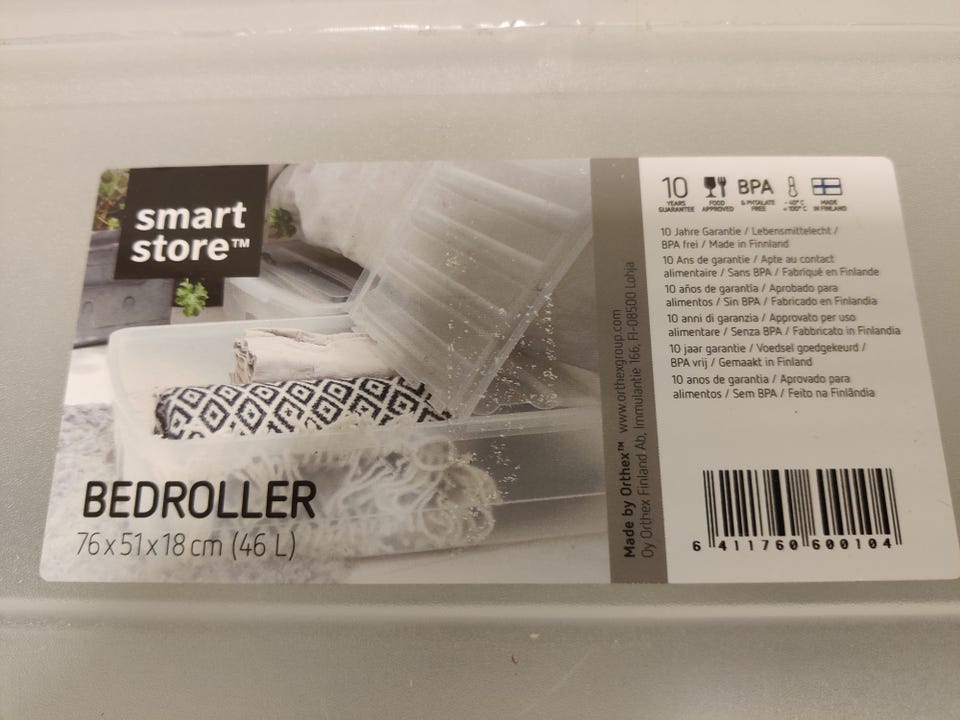 smart
store™
BEDROLLER
76 x 51 x 18 cm (46 L)
Made by Orthex™ www.orthexgroup.com
Oy Orthex Finland Ab, Immulantie 166, FI-08500 Lohja
10
YEARS
GUARANTEE
FOOD
APPROVED
BPA
& PHTALATE
FREE
-40° C
+100° C
MADE
IN FINLAND
10 Jahre Garantie / Lebensmittelecht /
BPA frei / Made in Finnland
10 Ans de garantie / Apte au contact
alimentaire / Sans BPA / Fabriqué en Finlande
10 años de garantia / Aprobado para
alimentos / Sin BPA / Fabricado en Finlandia
10 anni di garanzia / Approvato per uso
alimentare / Senza BPA / Fabbricato in Finlandia
10 jaar garantie / Voedsel goedgekeurd /
BPA vrij / Gemaakt in Finland
10 anos de garantia / Aprovado para
alimentos / Sem BPA / Feito na Finlândia
6 411760 600104